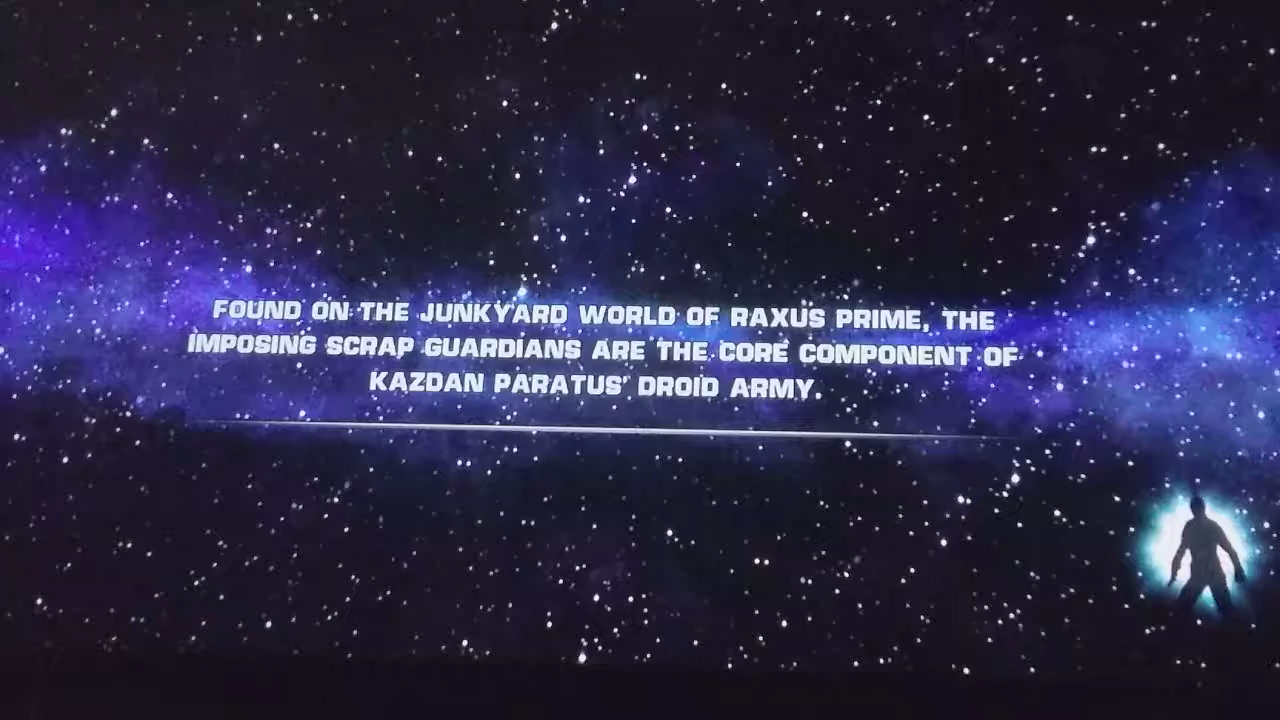 FOUND ON THE JUNKYARD WORLD OF RAXUS PRIME, THE
IMPOSING SCRAP GUARDIANS ARE THE CORE COMPONENT OF
KAZDAN PARATUS' DROID ARMY.